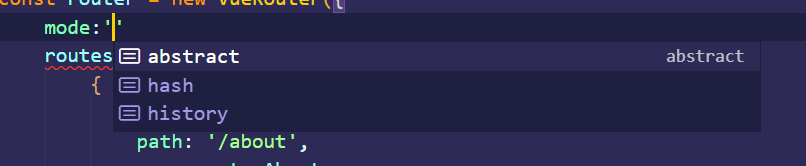 const router = new VueRouter({
mode:''
routes
abstract abstract
{
hash
history
path: '/about',